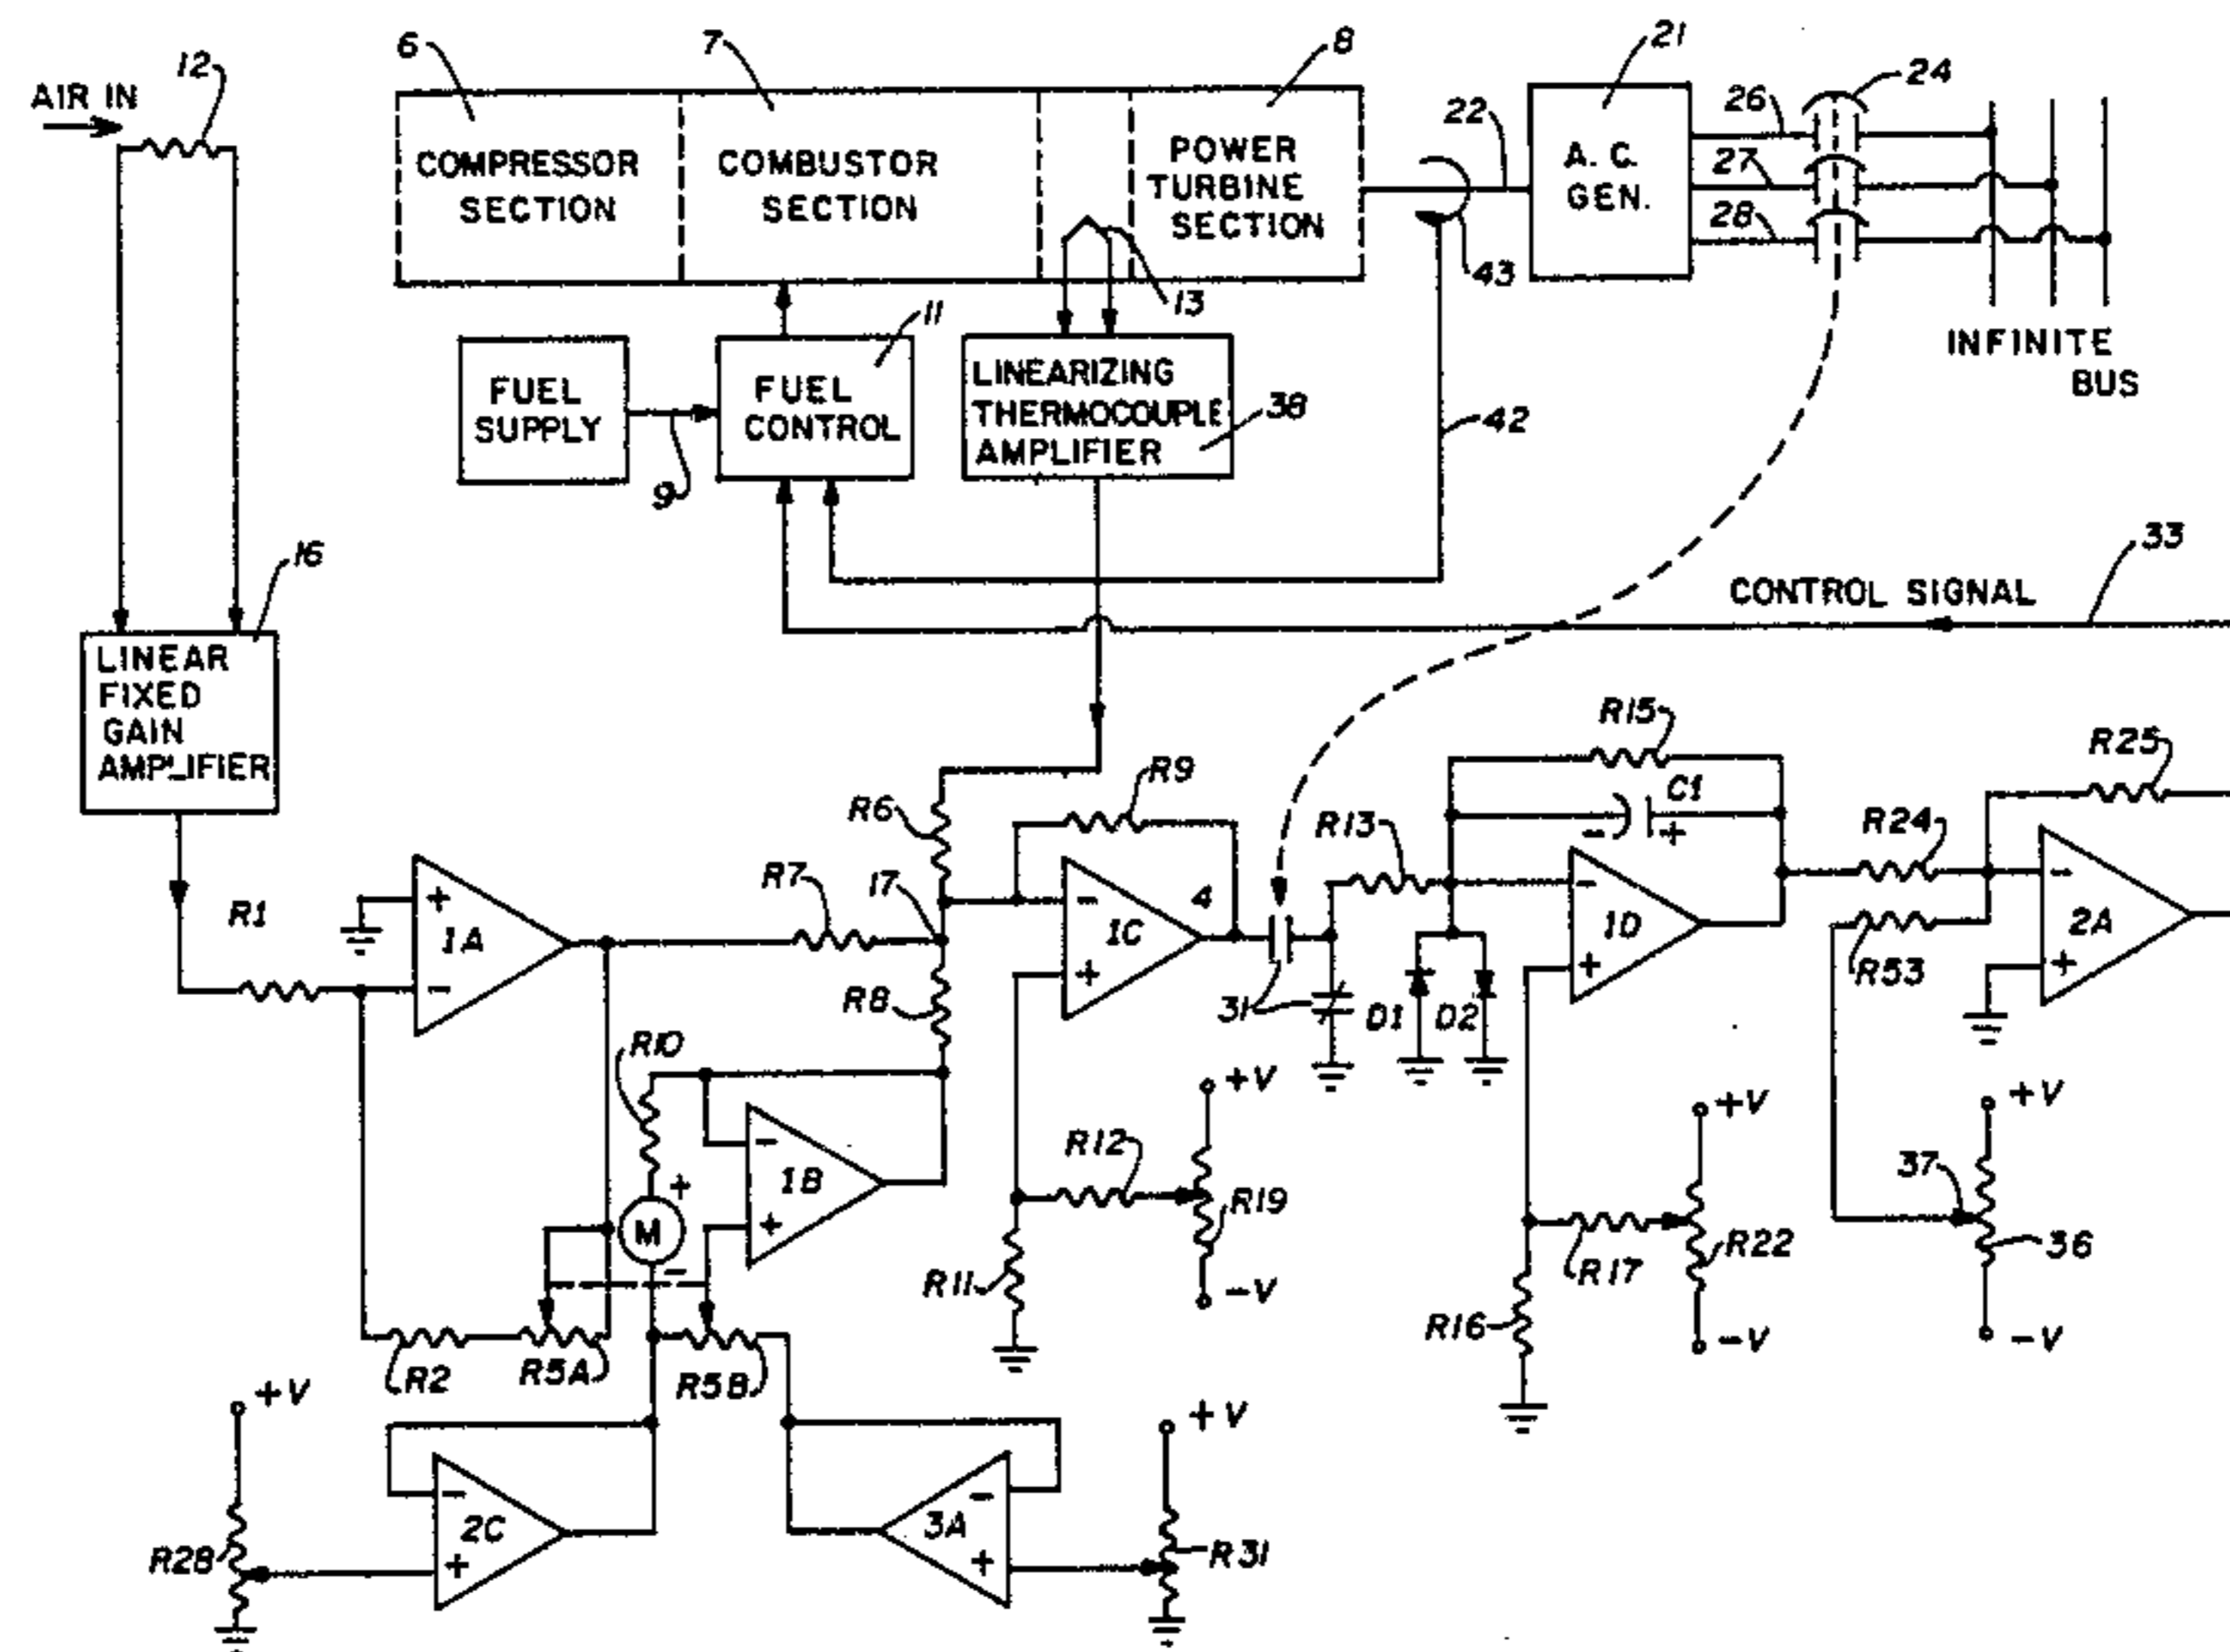 6
7
8
21
12
24
AIR IN
26
22
COMPRESSOR
SECTION
COMBUSTOR
SECTION
POWER
TURBINE
SECTION
A.C.
GEN.
27
28
43
13
11
INFINITE
BUS
FUEL
SUPPLY
FUEL
CONTROL
LINEARIZING
THERMOCOUPLE
AMPLIFIER
38
42
9
16
33
CONTROL SIGNAL
LINEAR
FIXED
GAIN
AMPLIFIER
R15
R25
R9
C1
R6
R13
- +
R24
R7
17
4
R1
+
1A
-
-
1C
+
-
1D
+
-
2A
+
R53
R8
31
D1
D2
R10
+V
+V
+V
R12
-
1B
+
+
M
-
R19
37
R11
-V
R17
R22
36
R16
-V
-V
R2
R5A
R5B
+V
+V
-
2C
+
-
3A
+
R28
R31